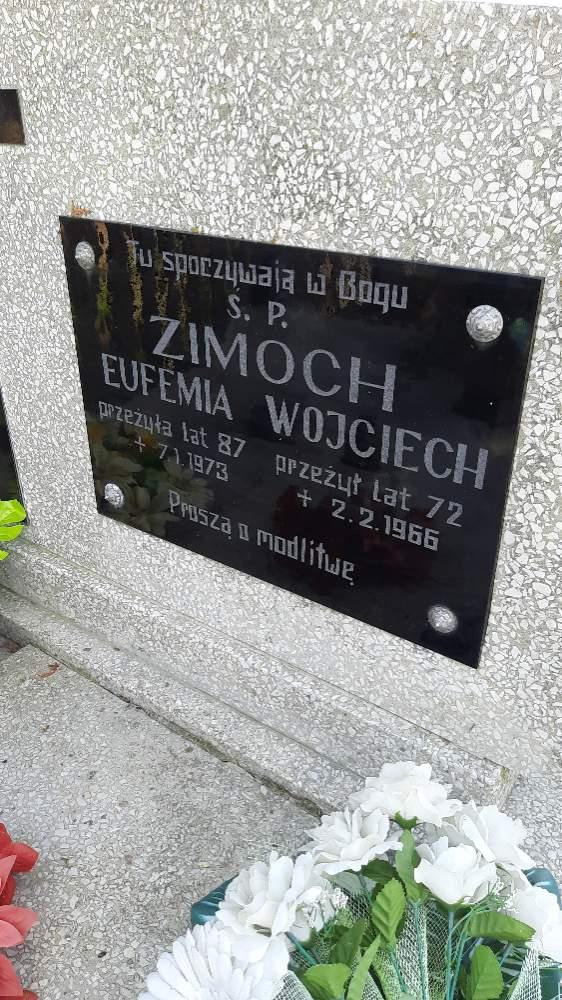 Tu spoczywają w Bogu
Ś. P.
ZIMOCH
EUFEMIA WOJCIECH
przeżyła lat 87 przeżył lat 72
+ 7.1.1973 + 2.2.1966
Proszą o modlitwę